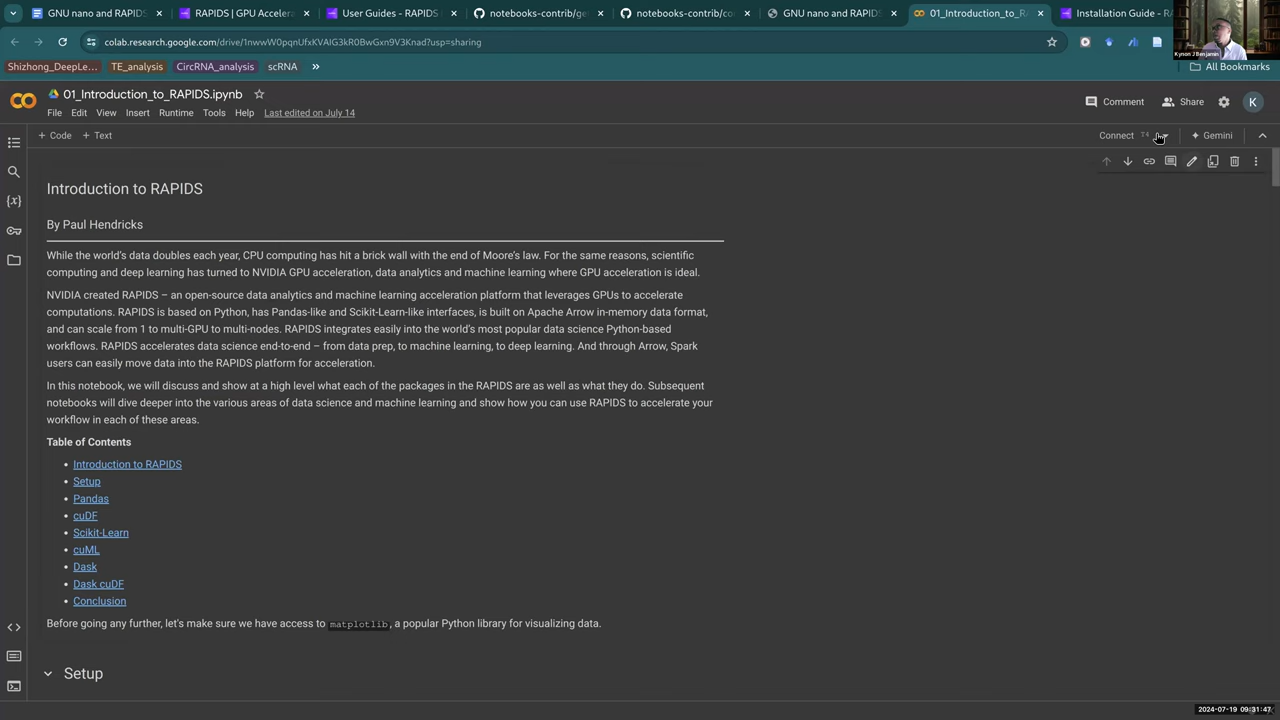 GNU nano and RAPIDS
RAPIDS | GPU Accelera
User Guides - RAPIDS
notebooks-contrib/ge
notebooks-contrib/co
GNU nano and RAPIDS
01_Introduction_to_RA
Installation Guide - RA
colab.research.google.com/drive/1nwwW0pqnUfxKVAIG3kR0BwGxn9V3Knad?usp=sharing
Kynon J Benjamin
Shizhong_DeepLe...
TE_analysis
CircRNA_analysis
scRNA
»
All Bookmarks
01_Introduction_to_RAPIDS.ipynb
Comment
Share
K
File Edit View Insert Runtime Tools Help Last edited on July 14
+ Code + Text
Connect T4
Gemini
Introduction to RAPIDS
By Paul Hendricks
While the world's data doubles each year, CPU computing has hit a brick wall with the end of Moore's law. For the same reasons, scientific
computing and deep learning has turned to NVIDIA GPU acceleration, data analytics and machine learning where GPU acceleration is ideal.
NVIDIA created RAPIDS – an open-source data analytics and machine learning acceleration platform that leverages GPUs to accelerate
computations. RAPIDS is based on Python, has Pandas-like and Scikit-Learn-like interfaces, is built on Apache Arrow in-memory data format,
and can scale from 1 to multi-GPU to multi-nodes. RAPIDS integrates easily into the world's most popular data science Python-based
workflows. RAPIDS accelerates data science end-to-end – from data prep, to machine learning, to deep learning. And through Arrow, Spark
users can easily move data into the RAPIDS platform for acceleration.
In this notebook, we will discuss and show at a high level what each of the packages in the RAPIDS are as well as what they do. Subsequent
notebooks will dive deeper into the various areas of data science and machine learning and show how you can use RAPIDS to accelerate your
workflow in each of these areas.
Table of Contents
• Introduction to RAPIDS
• Setup
• Pandas
• cuDF
• Scikit-Learn
• cuML
• Dask
• Dask cuDF
• Conclusion
Before going any further, let's make sure we have access to matplotlib, a popular Python library for visualizing data.
Setup
2024-07-19 09:31:47